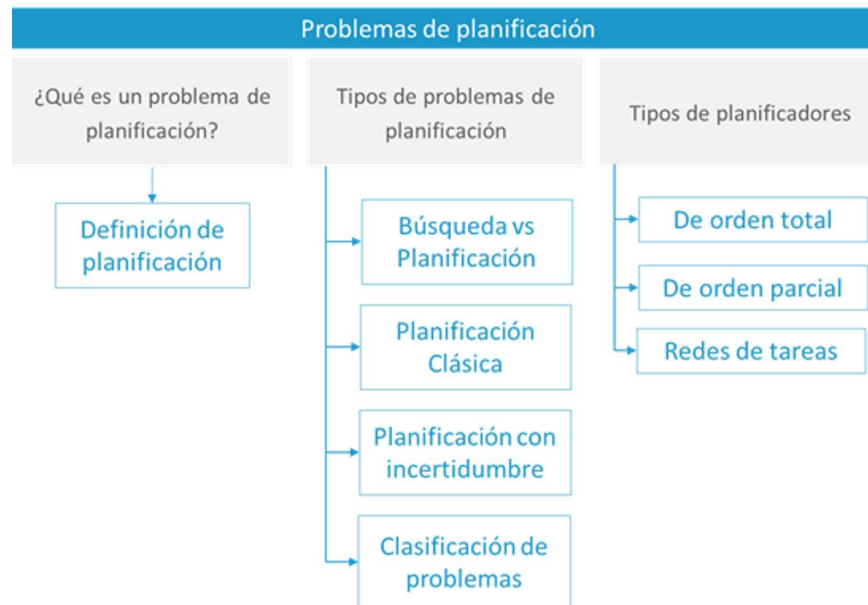 Problemas de planificación
¿Qué es un problema de
planificación?
Tipos de problemas de
planificación
Tipos de planificadores
Definición de
planificación
Búsqueda vs
Planificación
Planificación
Clásica
Planificación con
incertidumbre
Clasificación de
problemas
De orden total
De orden parcial
Redes de tareas